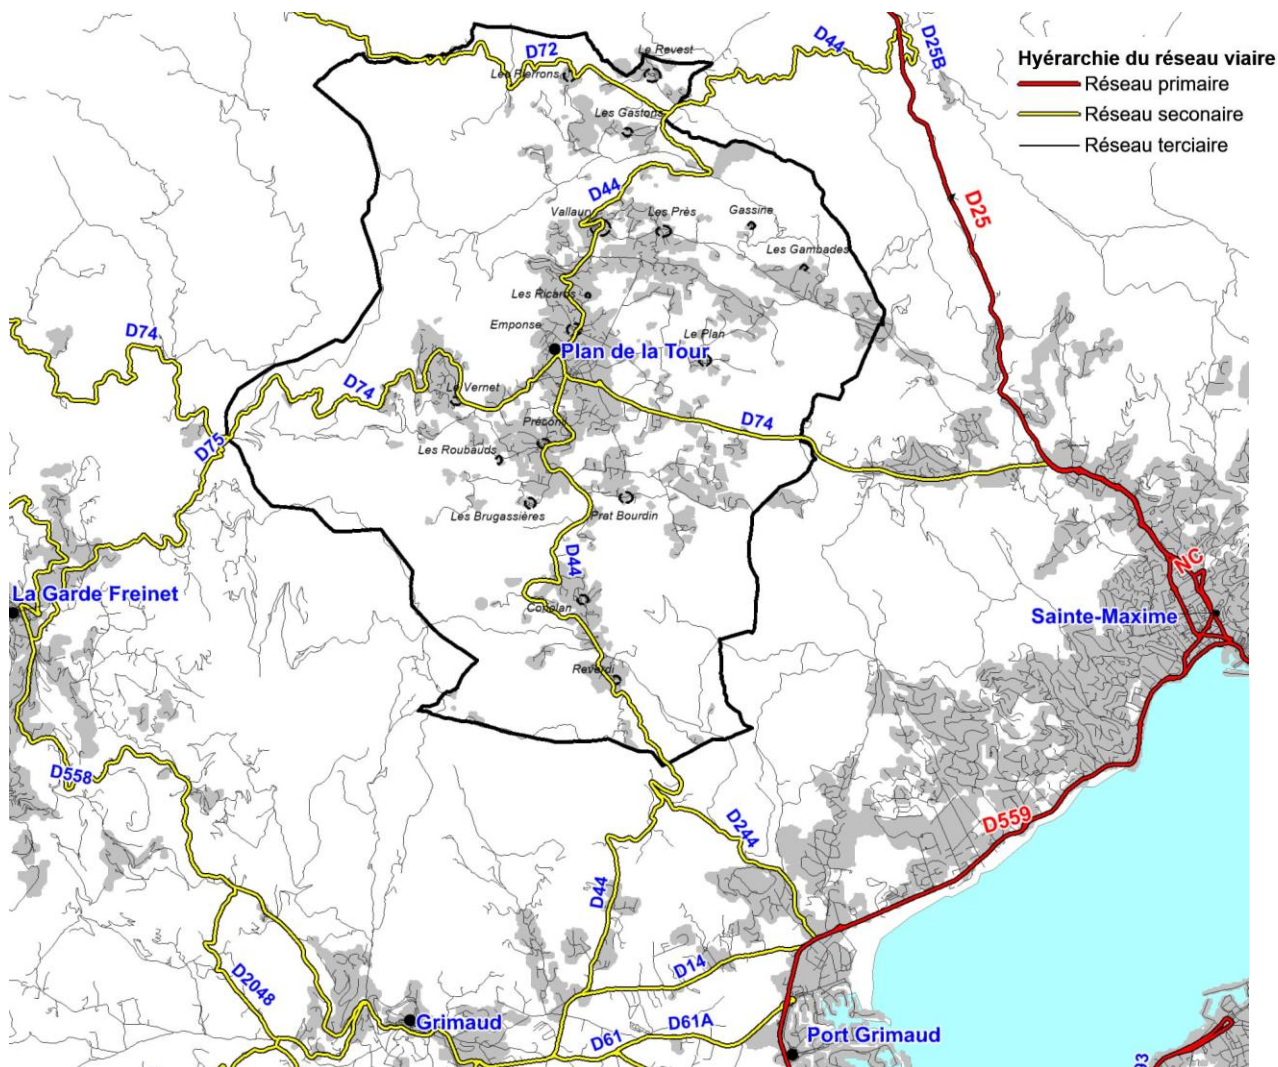 D72
Le Revest
D44
D25B
Hyérarchie du réseau viaire
Réseau primaire
Réseau seconaire
Réseau terciaire
Les Pierrons
Les Gastons
D44
D25
Vallaury
Les Près
Gassine
Les Gambades
Les Ricards
Emponse
Le Plan
Plan de la Tour
D74
D74
Le Vernet
D74
Préconil
D75
Les Roubauds
Les Brugassières
Prat Bourdin
D44
NC
La Garde Freinet
Sainte-Maxime
Reverdi
D558
D244
D559
D44
D14
D2048
Grimaud
D61
D61A
Port Grimaud
93